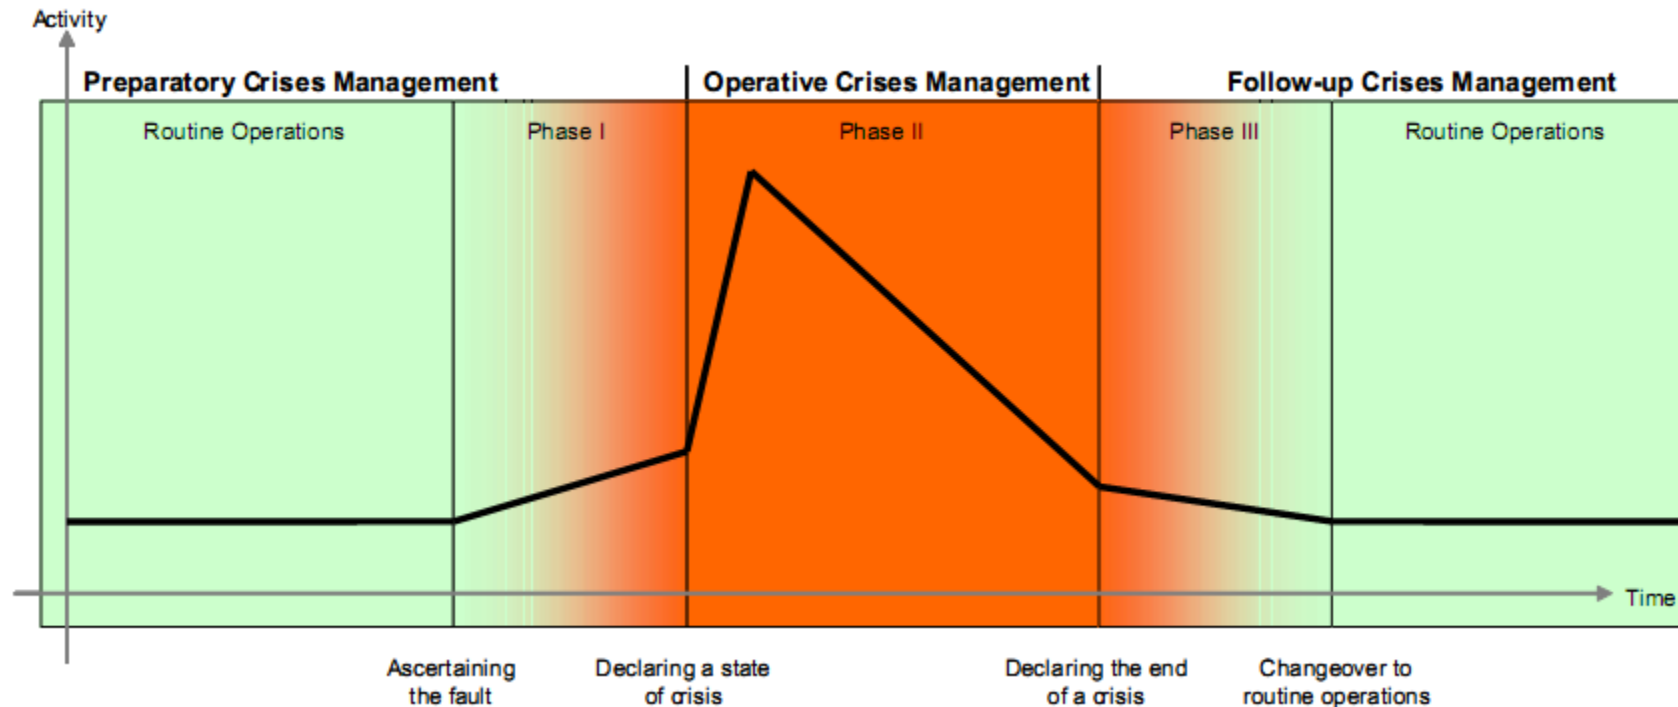 Activity
Preparatory Crises Management
Operative Crises Management
Follow-up Crises Management
Routine Operations
Phase I
Phase II
Phase III
Routine Operations
Time
Ascertaining
the fault
Declaring a state
of crisis
Declaring the end
of a crisis
Changeover to
routine operations